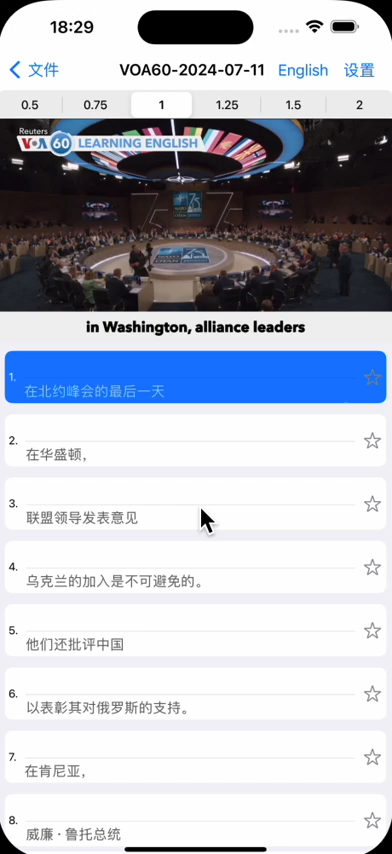 18:29
文件
VOA60-2024-07-11
English
设置
0.5
0.75
1
1.25
1.5
2
Reuters
VOA 60 LEARNING ENGLISH
75
in Washington, alliance leaders
1.
在北约峰会的最后一天
2.
在华盛顿，
3.
联盟领导发表意见
4.
乌克兰的加入是不可避免的。
5.
他们还批评中国
6.
以表彰其对俄罗斯的支持。
7.
在肯尼亚，
8.
威廉·鲁托总统